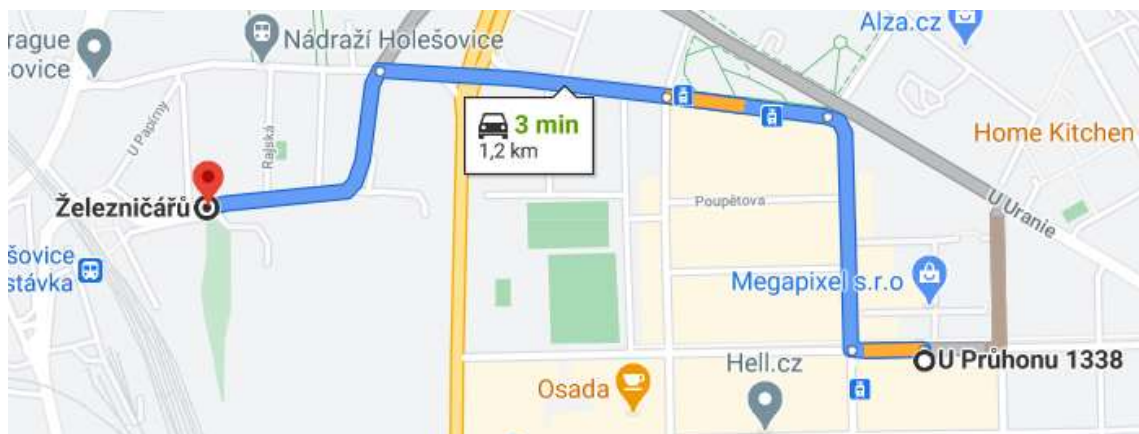 Alza.cz
rague
ovice
Nádraží Holešovice
3 min
1,2 km
Home Kitchen
U Papírny
Rajská
Železničářů
Poupětova
U Uranie
šovice
stávka
Megapixel s.r.o
Hell.cz
U Průhonu 1338
Osada